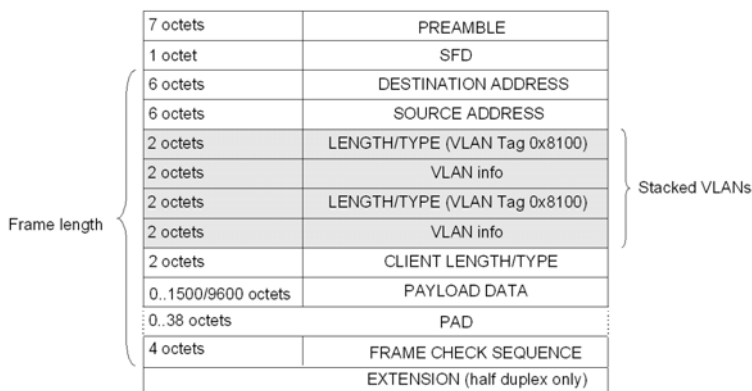 7 octets PREAMBLE
1 octet SFD
6 octets DESTINATION ADDRESS
6 octets SOURCE ADDRESS
2 octets LENGTH/TYPE (VLAN Tag 0x8100)
2 octets VLAN info
2 octets LENGTH/TYPE (VLAN Tag 0x8100)
2 octets VLAN info
2 octets CLIENT LENGTH/TYPE
0..1500/9600 octets PAYLOAD DATA
0..38 octets PAD
4 octets FRAME CHECK SEQUENCE
EXTENSION (half duplex only)
Frame length
Stacked VLANs